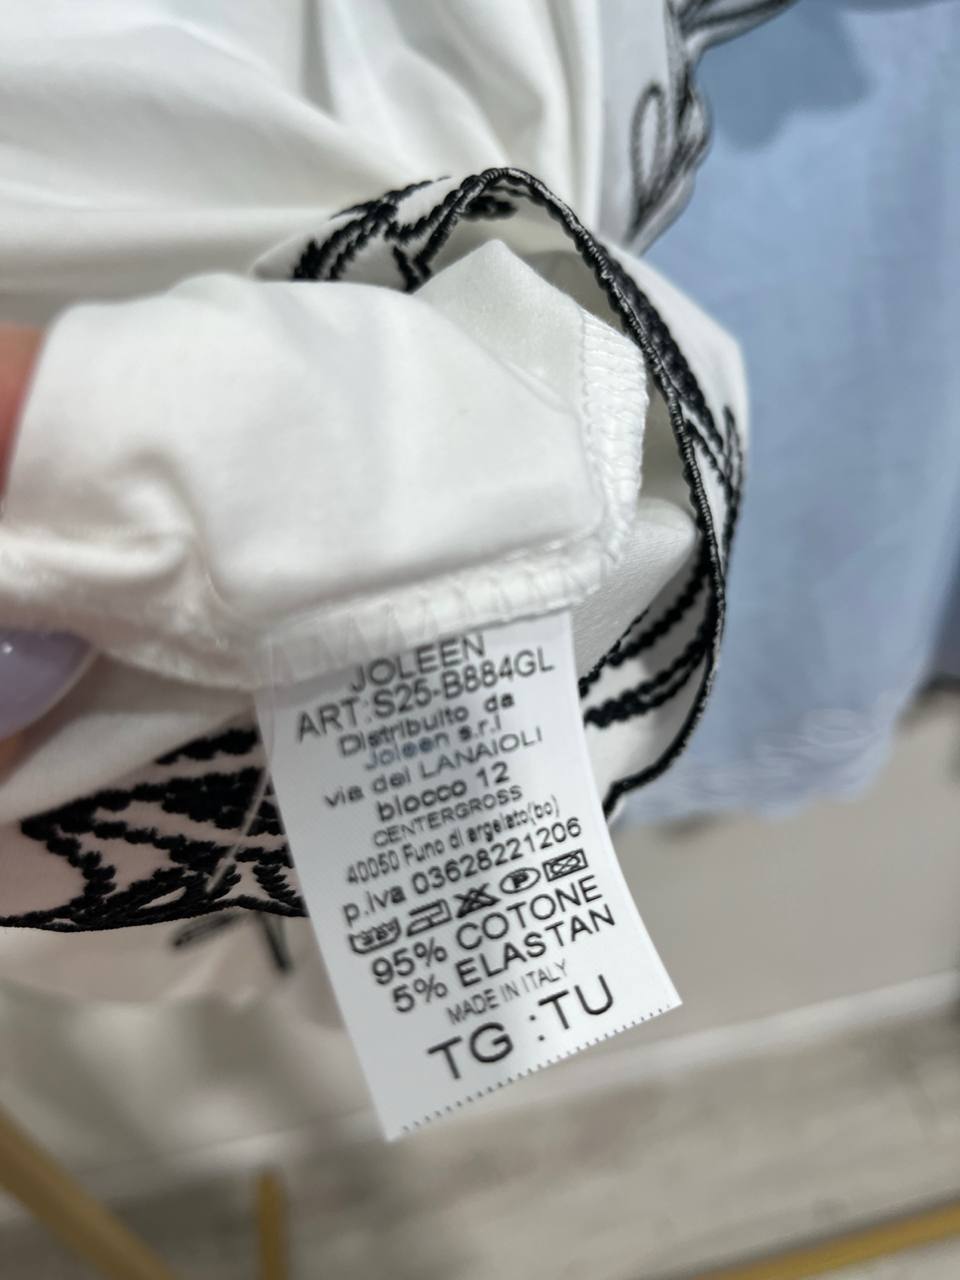 JOLEEN
ART:S25-B884GL
Distribuito da
Joleen s.r.l
via dei LANAIOLI
blocco 12
CENTERGROSS
40050 Funo di argelato(bo)
p.iva 03628221206
95% COTONE
5% ELASTAN
MADE IN ITALY
TG :TU